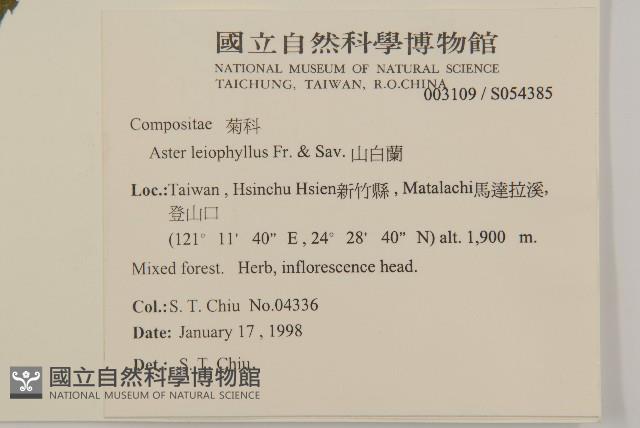 國立自然科學博物館
NATIONAL MUSEUM OF NATURAL SCIENCE
TAICHUNG, TAIWAN, R.O.CHINA
003109 / S054385
Compositae 菊科
Aster leiophyllus Fr. & Sav. 山白蘭
Loc.:Taiwan , Hsinchu Hsien新竹縣 , Matalachi馬達拉溪,
登山口
(121° 11' 40" E , 24° 28' 40" N) alt. 1,900 m.
Mixed forest. Herb, inflorescence head.
Col.: S. T. Chiu No.04336
Date: January 17 , 1998
Det.: S. T. Chiu
國立自然科學博物館
NATIONAL MUSEUM OF NATURAL SCIENCE